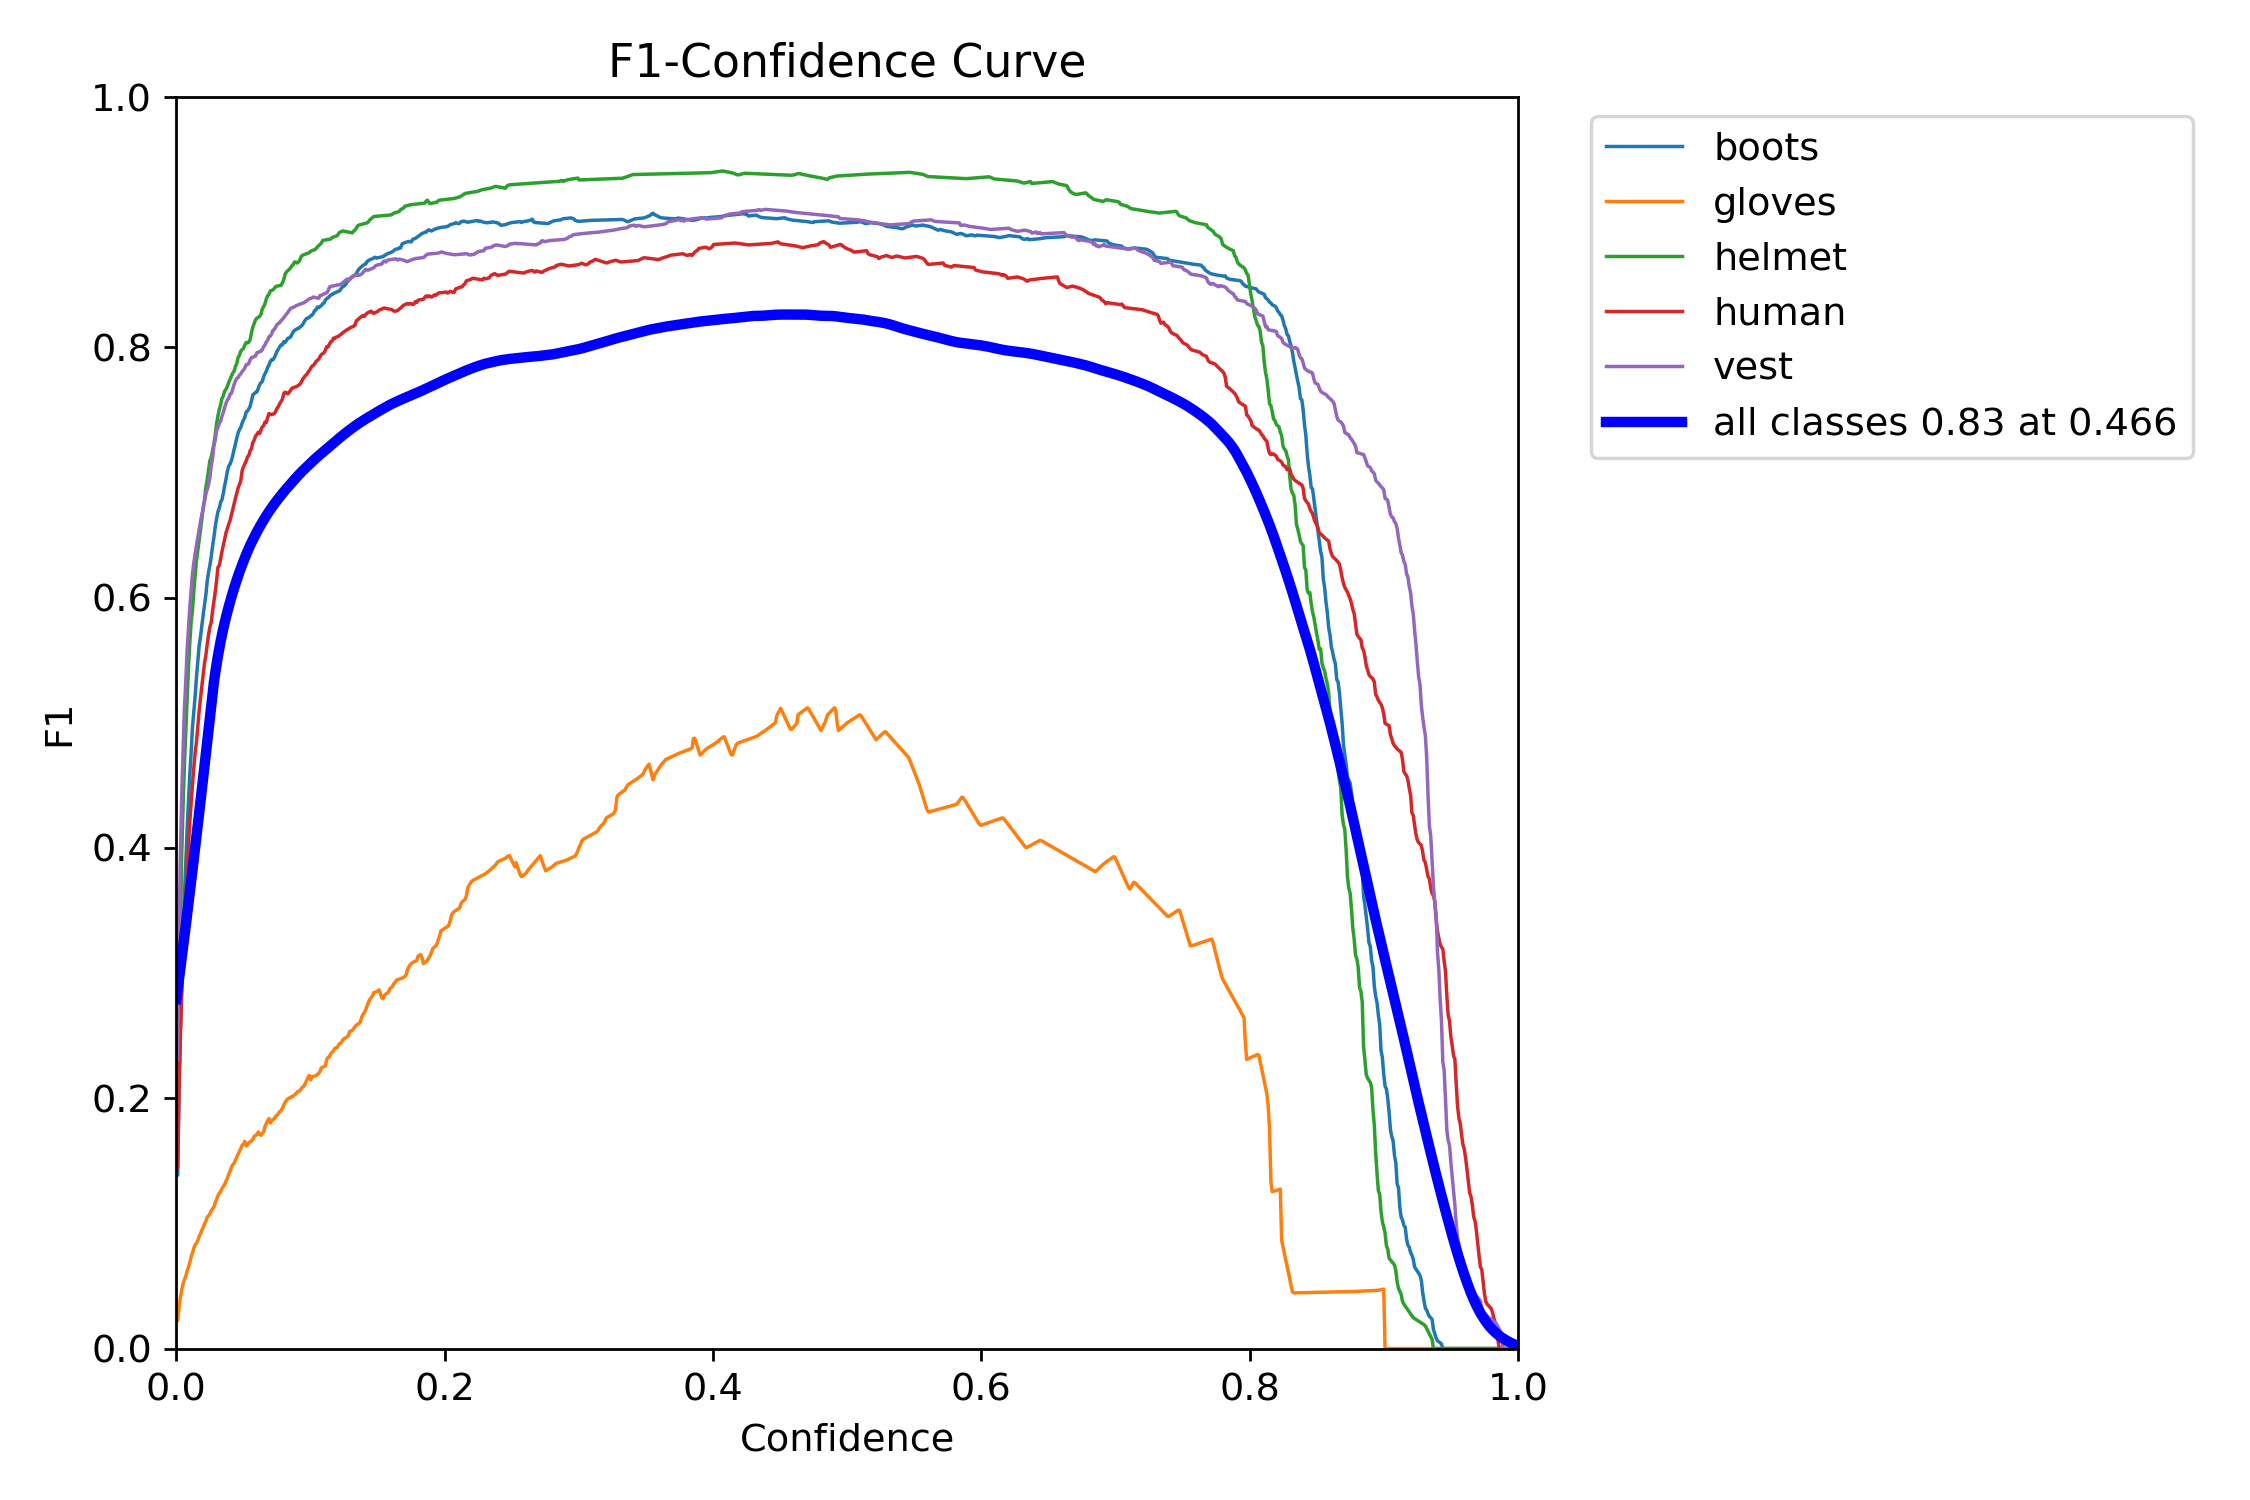 F1-Confidence Curve
1.0
0.8
0.6
0.4
0.2
0.0
F1
0.0 0.2 0.4 0.6 0.8 1.0
Confidence
boots
gloves
helmet
human
vest
all classes 0.83 at 0.466